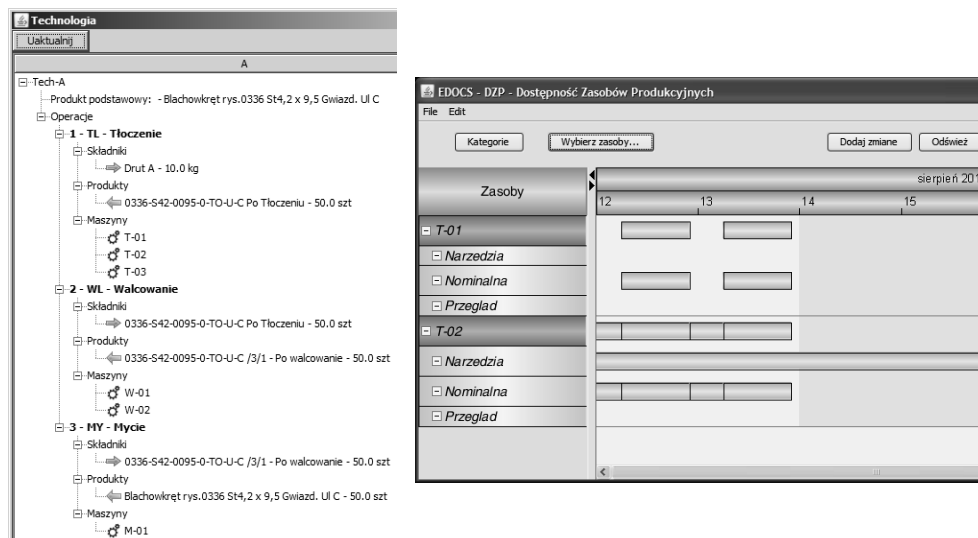 Technologia
Uaktualnij
A
Tech-A
Produkt podstawowy: - Blachowkręt rys.0336 St4,2 x 9,5 Gwiazd. Ul C
Operacje
1 - TL - Tłoczenie
Składniki
Drut A - 10.0 kg
Produkty
0336-S42-0095-0-TO-U-C Po Tłoczeniu - 50.0 szt
Maszyny
T-01
T-02
T-03
2 - WL - Walcowanie
Składniki
0336-S42-0095-0-TO-U-C Po Tłoczeniu - 50.0 szt
Produkty
0336-S42-0095-0-TO-U-C /3/1 - Po walcowanie - 50.0 szt
Maszyny
W-01
W-02
3 - MY - Mycie
Składniki
0336-S42-0095-0-TO-U-C /3/1 - Po walcowanie - 50.0 szt
Produkty
Blachowkręt rys.0336 St4,2 x 9,5 Gwiazd. Ul C - 50.0 szt
Maszyny
M-01
EDOCS - DZP - Dostępność Zasobów Produkcyjnych
File Edit
Kategorie Wybierz zasoby... Dodaj zmiane Odśwież
Zasoby
sierpień 201
12 13 14 15
T-01
Narzedzia
Nominalna
Przeglad
T-02
Narzedzia
Nominalna
Przeglad